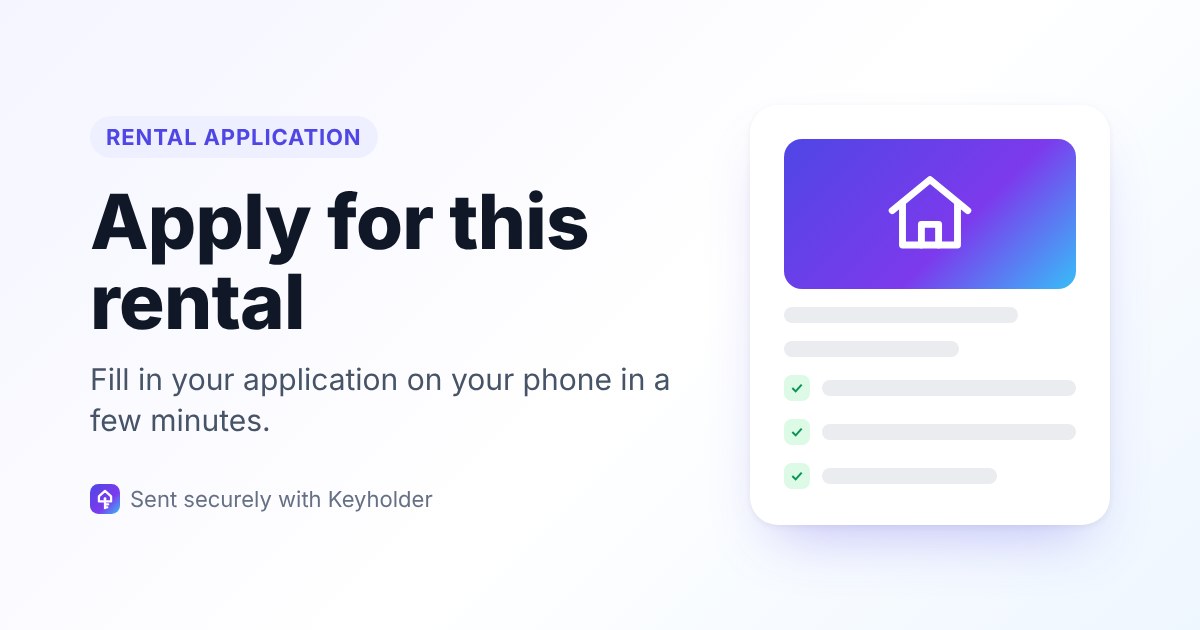 RENTAL APPLICATION
Apply for this
rental
Fill in your application on your phone in a
few minutes.
Sent securely with Keyholder